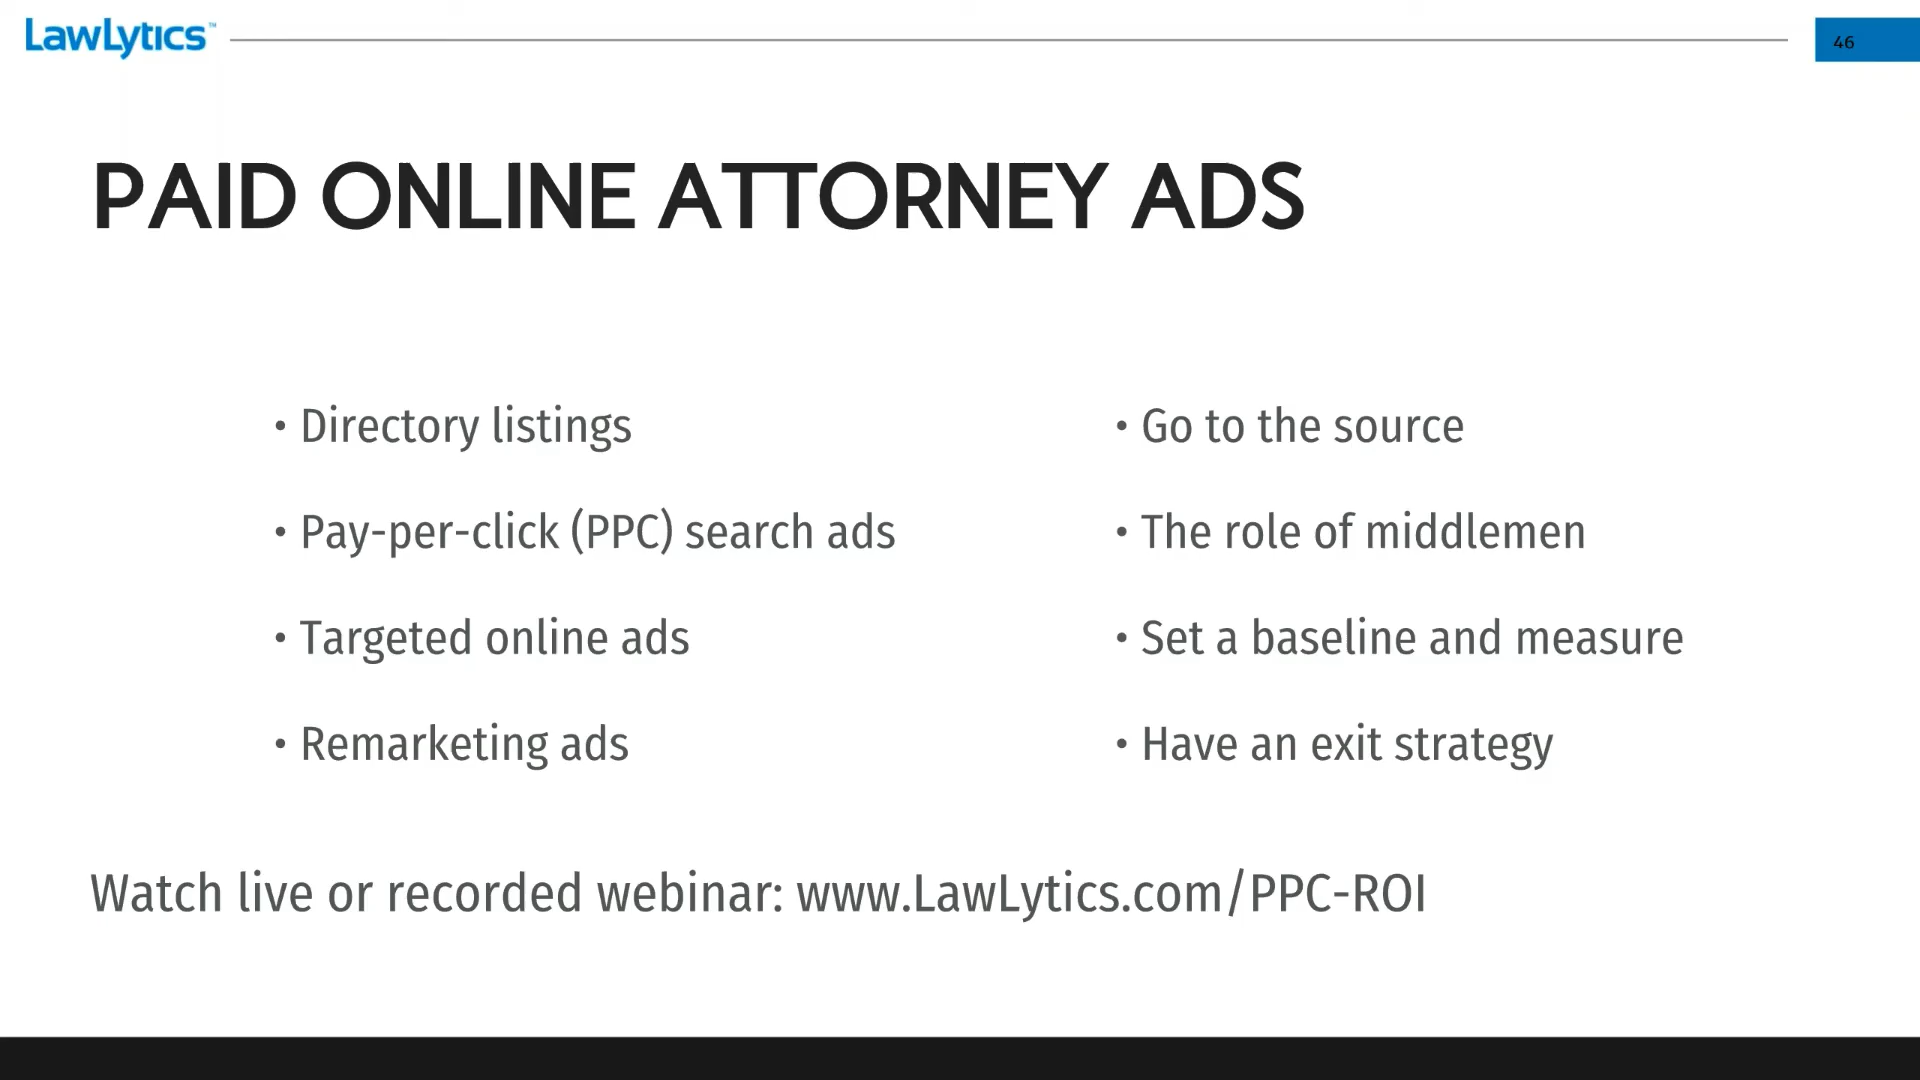 LawLytics™
46
PAID ONLINE ATTORNEY ADS
• Directory listings
• Pay-per-click (PPC) search ads
• Targeted online ads
• Remarketing ads
• Go to the source
• The role of middlemen
• Set a baseline and measure
• Have an exit strategy
Watch live or recorded webinar: www.LawLytics.com/PPC-ROI